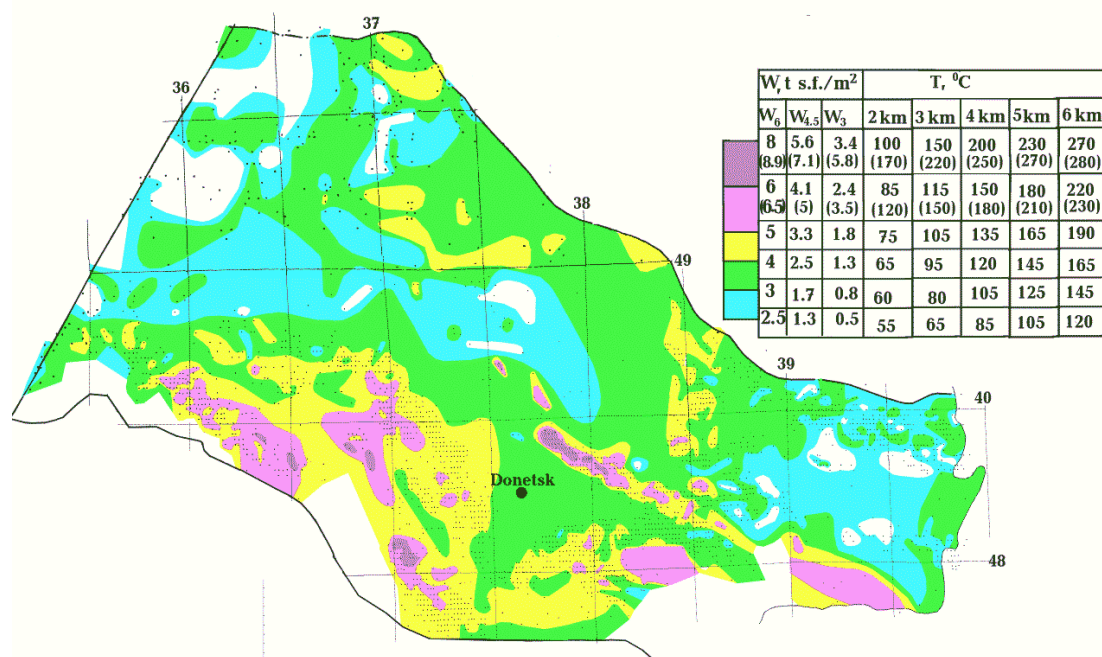 37
36
W, t s.f./m² T, ⁰C
W₆ W₄.₅ W₃ 2 km 3 km 4 km 5km 6 km
8 5.6 3.4 100 150 200 230 270
(8.9) (7.1) (5.8) (170) (220) (250) (270) (280)
6 4.1 2.4 85 115 150 180 220
(6.5) (5) (3.5) (120) (150) (180) (210) (230)
5 3.3 1.8 75 105 135 165 190
4 2.5 1.3 65 95 120 145 165
3 1.7 0.8 60 80 105 125 145
2.5 1.3 0.5 55 65 85 105 120
38
49
39
40
Donetsk
48